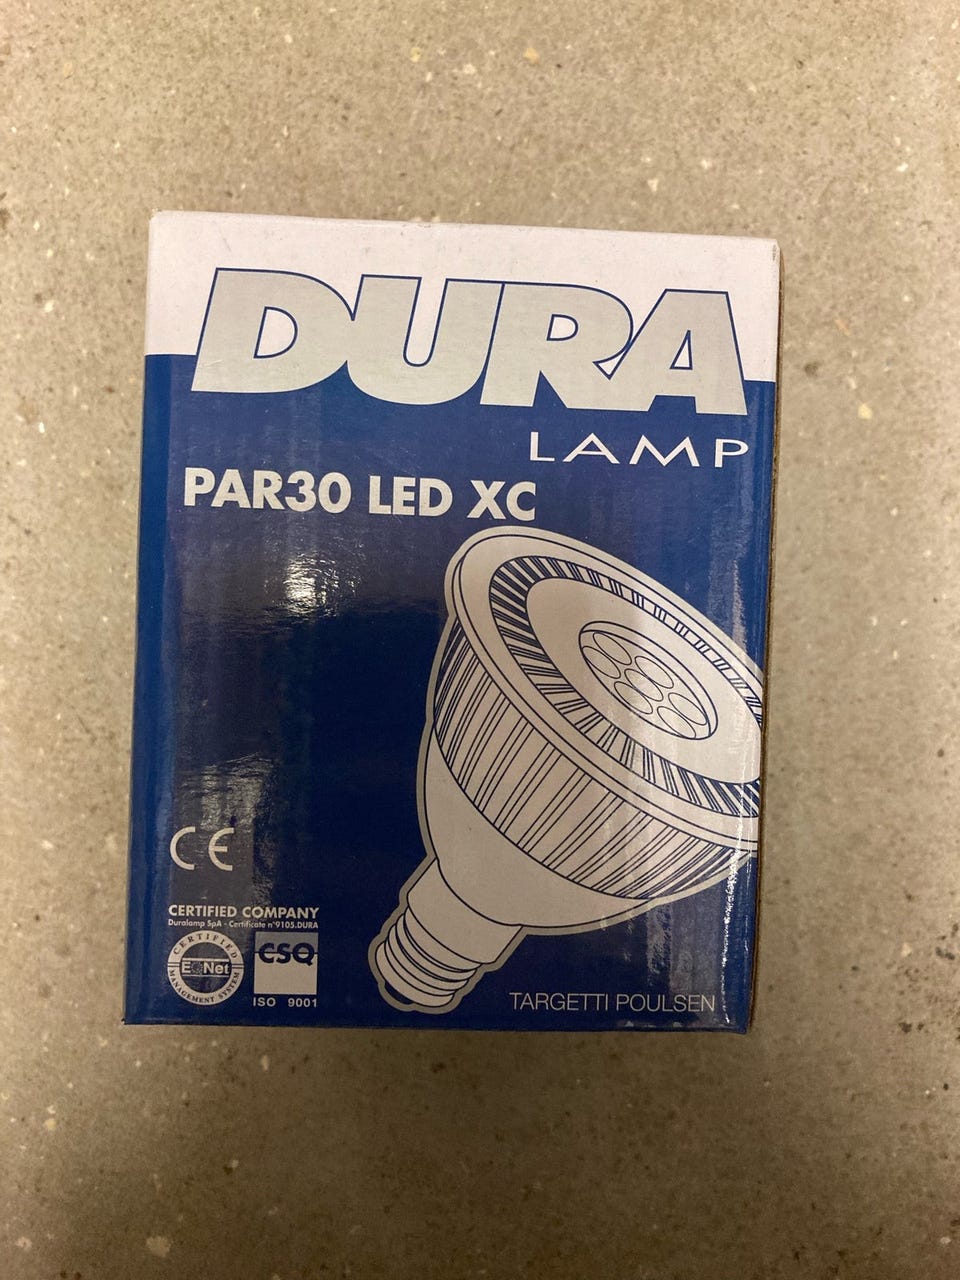 DURA
LAMP
PAR30 LED XC
CE
CERTIFIED COMPANY
Duralamp SpA - Certificate n°9105.DURA
CERTIFIED
IQNet
MANAGEMENT SYSTEM
CSQ
ISO 9001
TARGETTI POULSEN